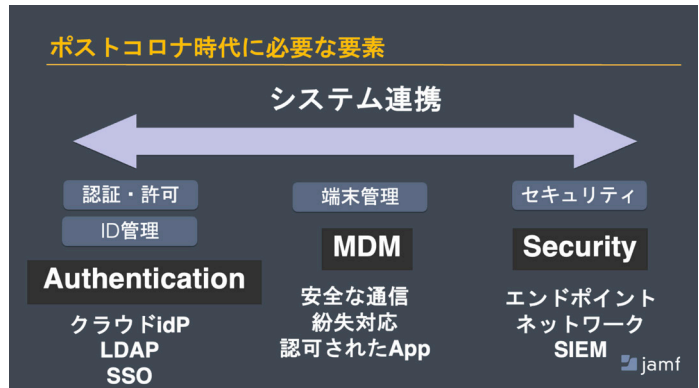 ポストコロナ時代に必要な要素
システム連携
認証・許可
ID管理
Authentication
クラウドidP
LDAP
SSO
端末管理
MDM
安全な通信
紛失対応
認可されたApp
セキュリティ
Security
エンドポイント
ネットワーク
SIEM
jamf